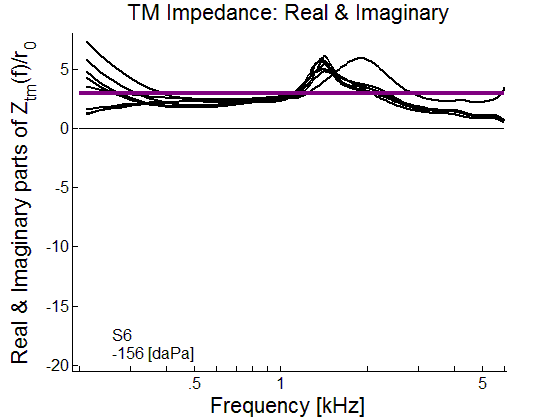 TM Impedance: Real & Imaginary
Real & Imaginary parts of Z_tm(f)/r_0
5
0
-5
-10
-15
-20
S6
-156 [daPa]
.5 1 5
Frequency [kHz]